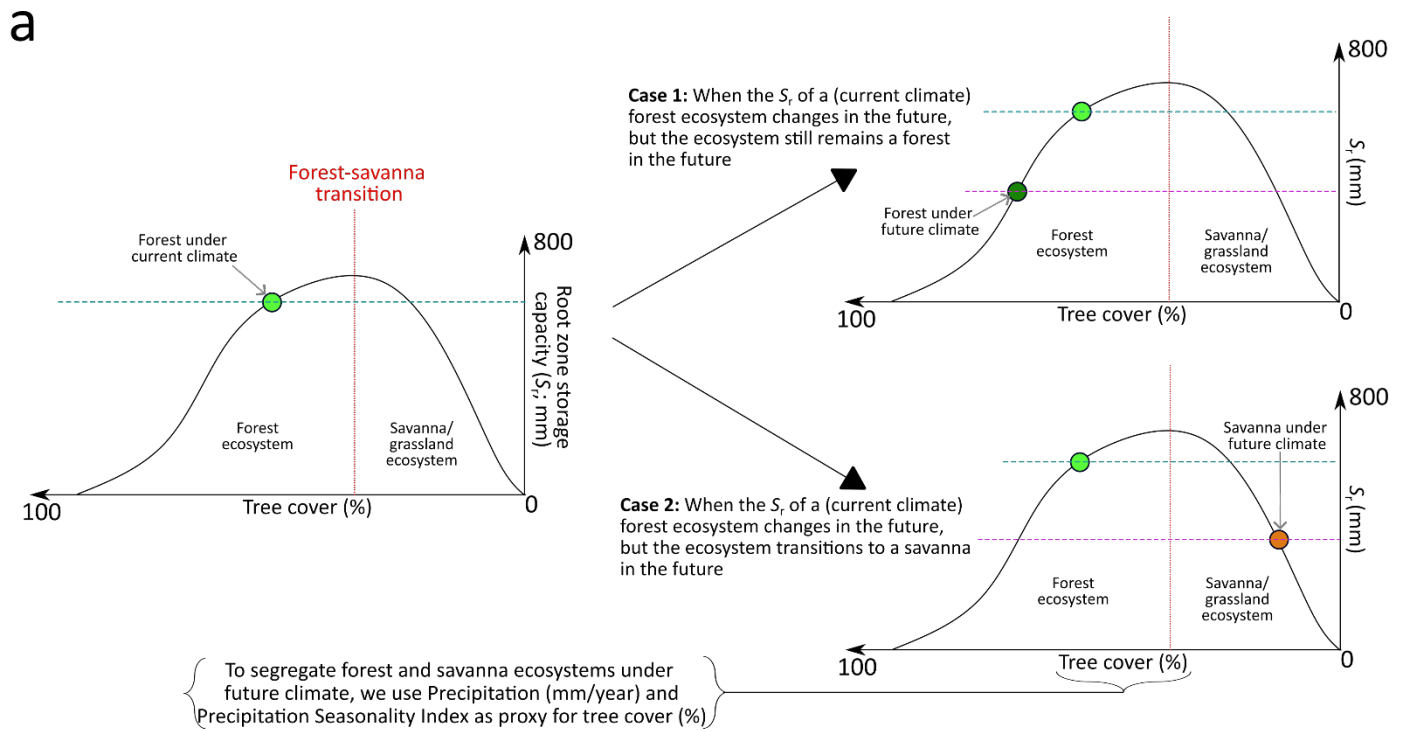 a
Forest-savanna
transition
Forest under
current climate
800
Root zone storage
capacity (Sr; mm)
Forest
ecosystem
Savanna/
grassland
ecosystem
100
Tree cover (%)
0
Case 1: When the Sr of a (current climate)
forest ecosystem changes in the future,
but the ecosystem still remains a forest
in the future
800
Sr (mm)
Forest under
future climate
Forest
ecosystem
Savanna/
grassland
ecosystem
100
Tree cover (%)
0
Case 2: When the Sr of a (current climate)
forest ecosystem changes in the future,
but the ecosystem transitions to a savanna
in the future
800
Savanna under
future climate
Sr (mm)
Forest
ecosystem
Savanna/
grassland
ecosystem
100
Tree cover (%)
0
To segregate forest and savanna ecosystems under
future climate, we use Precipitation (mm/year) and
Precipitation Seasonality Index as proxy for tree cover (%)